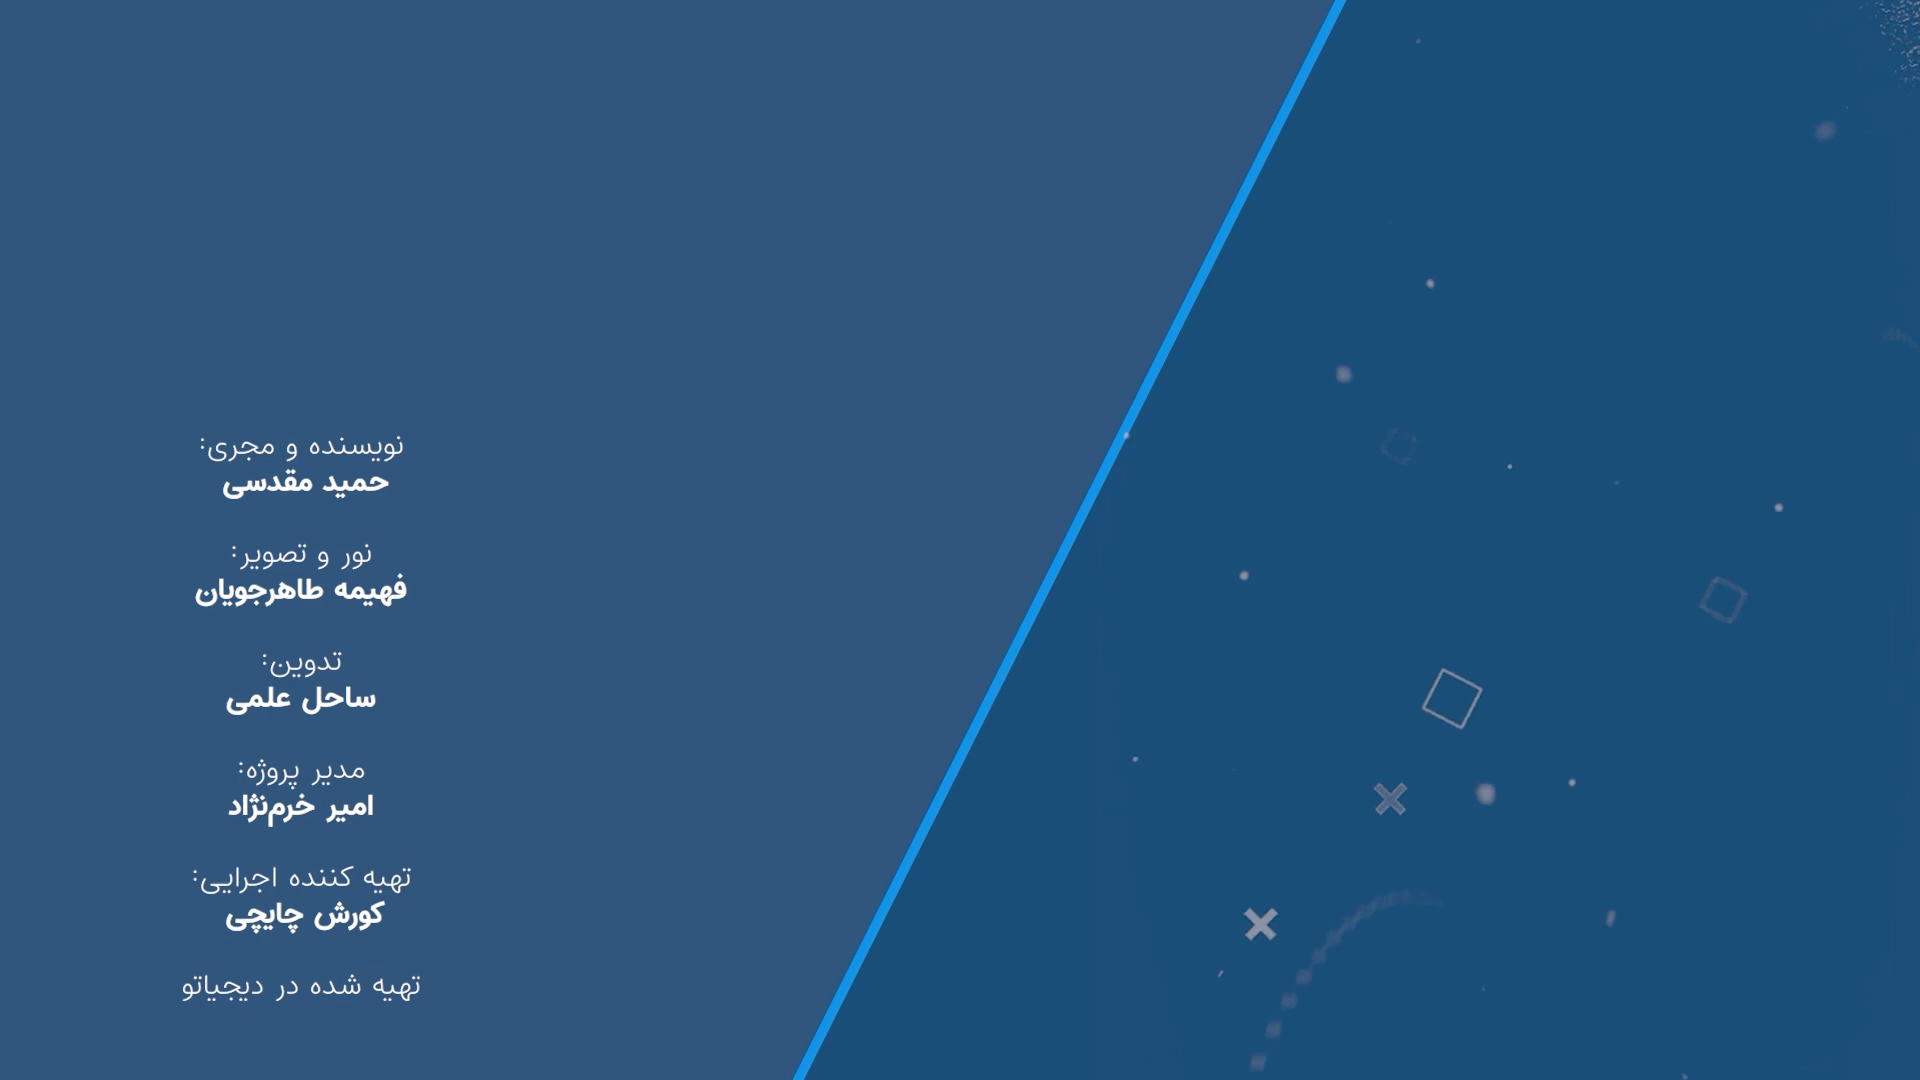 نویسنده و مجری:
حمید مقدسی
نور و تصویر:
فهیمه طاهرجویان
تدوین:
ساحل علمی
مدیر پروژه:
امیر خرم‌نژاد
تهیه کننده اجرایی:
کورش چایچی
تهیه شده در دیجیاتو